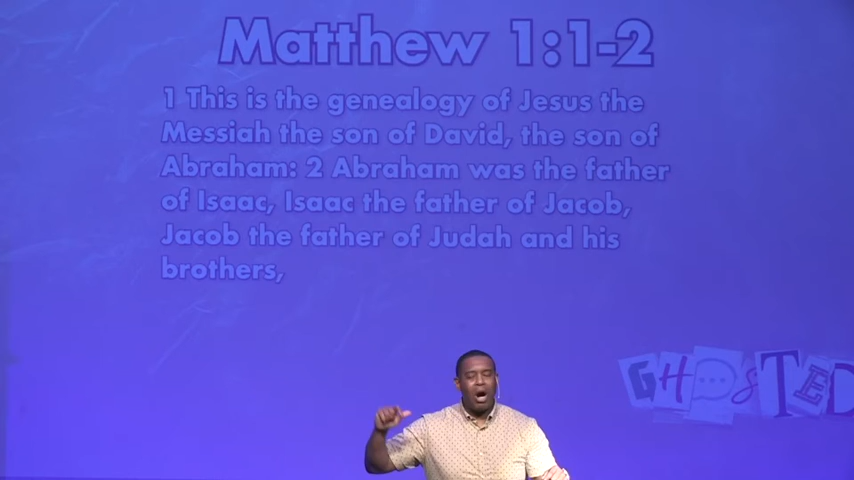 Matthew 1:1-2
1 This is the genealogy of Jesus the
Messiah the son of David, the son of
Abraham: 2 Abraham was the father
of Isaac, Isaac the father of Jacob,
Jacob the father of Judah and his
brothers,
GHOSTED